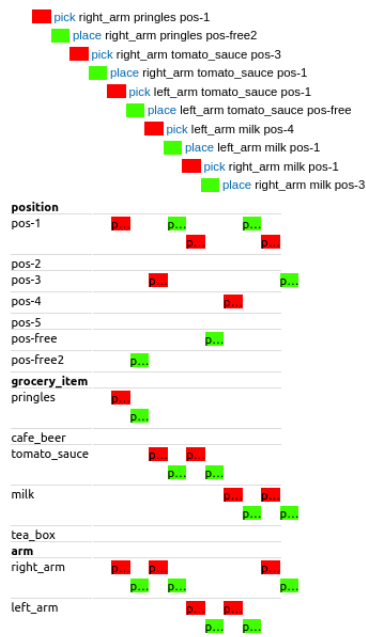 pick right_arm pringles pos-1
place right_arm pringles pos-free2
pick right_arm tomato_sauce pos-3
place right_arm tomato_sauce pos-1
pick left_arm tomato_sauce pos-1
place left_arm tomato_sauce pos-free
pick left_arm milk pos-4
place left_arm milk pos-1
pick right_arm milk pos-1
place right_arm milk pos-3
position
pos-1 p... p... p...
p... p...
pos-2
pos-3 p... p...
pos-4 p...
pos-5
pos-free p...
pos-free2 p...
grocery_item
pringles p...
p...
cafe_beer
tomato_sauce p... p...
p... p...
milk p... p...
p... p...
tea_box
arm
right_arm p... p... p...
p... p... p...
left_arm p... p...
p... p...